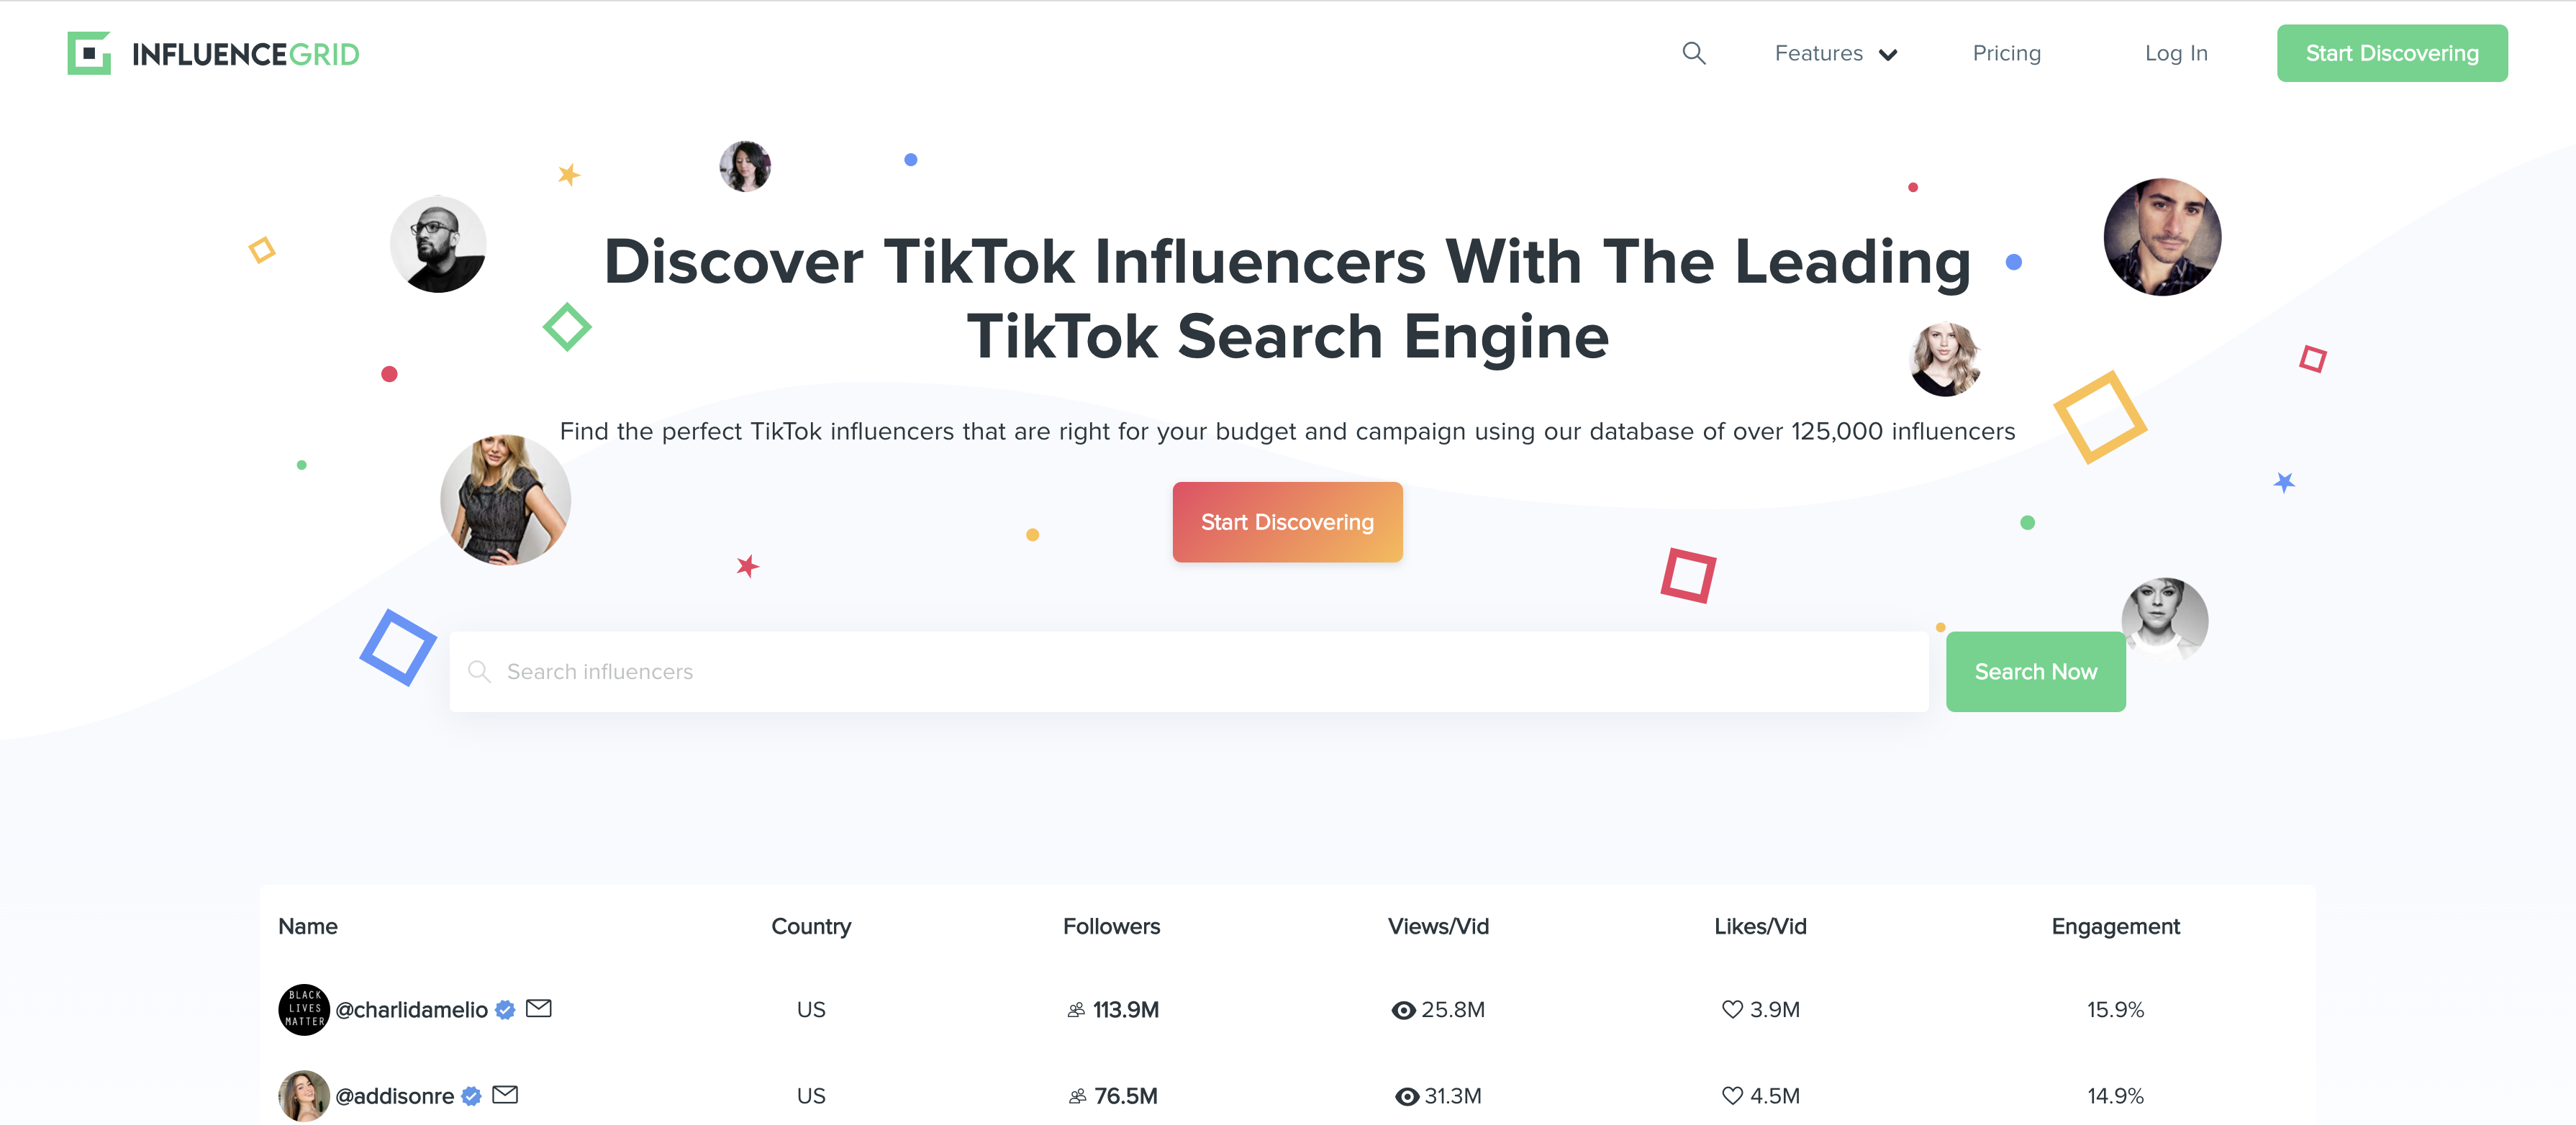 INFLUENCEGRID
Features
Pricing
Log In
Start Discovering
Discover TikTok Influencers With The Leading
TikTok Search Engine
Find the perfect TikTok influencers that are right for your budget and campaign using our database of over 125,000 influencers
Start Discovering
Search influencers
Search Now
Name Country Followers Views/Vid Likes/Vid Engagement
BLACK
LIVES
MATTER
@charlidamelio US 113.9M 25.8M 3.9M 15.9%
@addisonre US 76.5M 31.3M 4.5M 14.9%